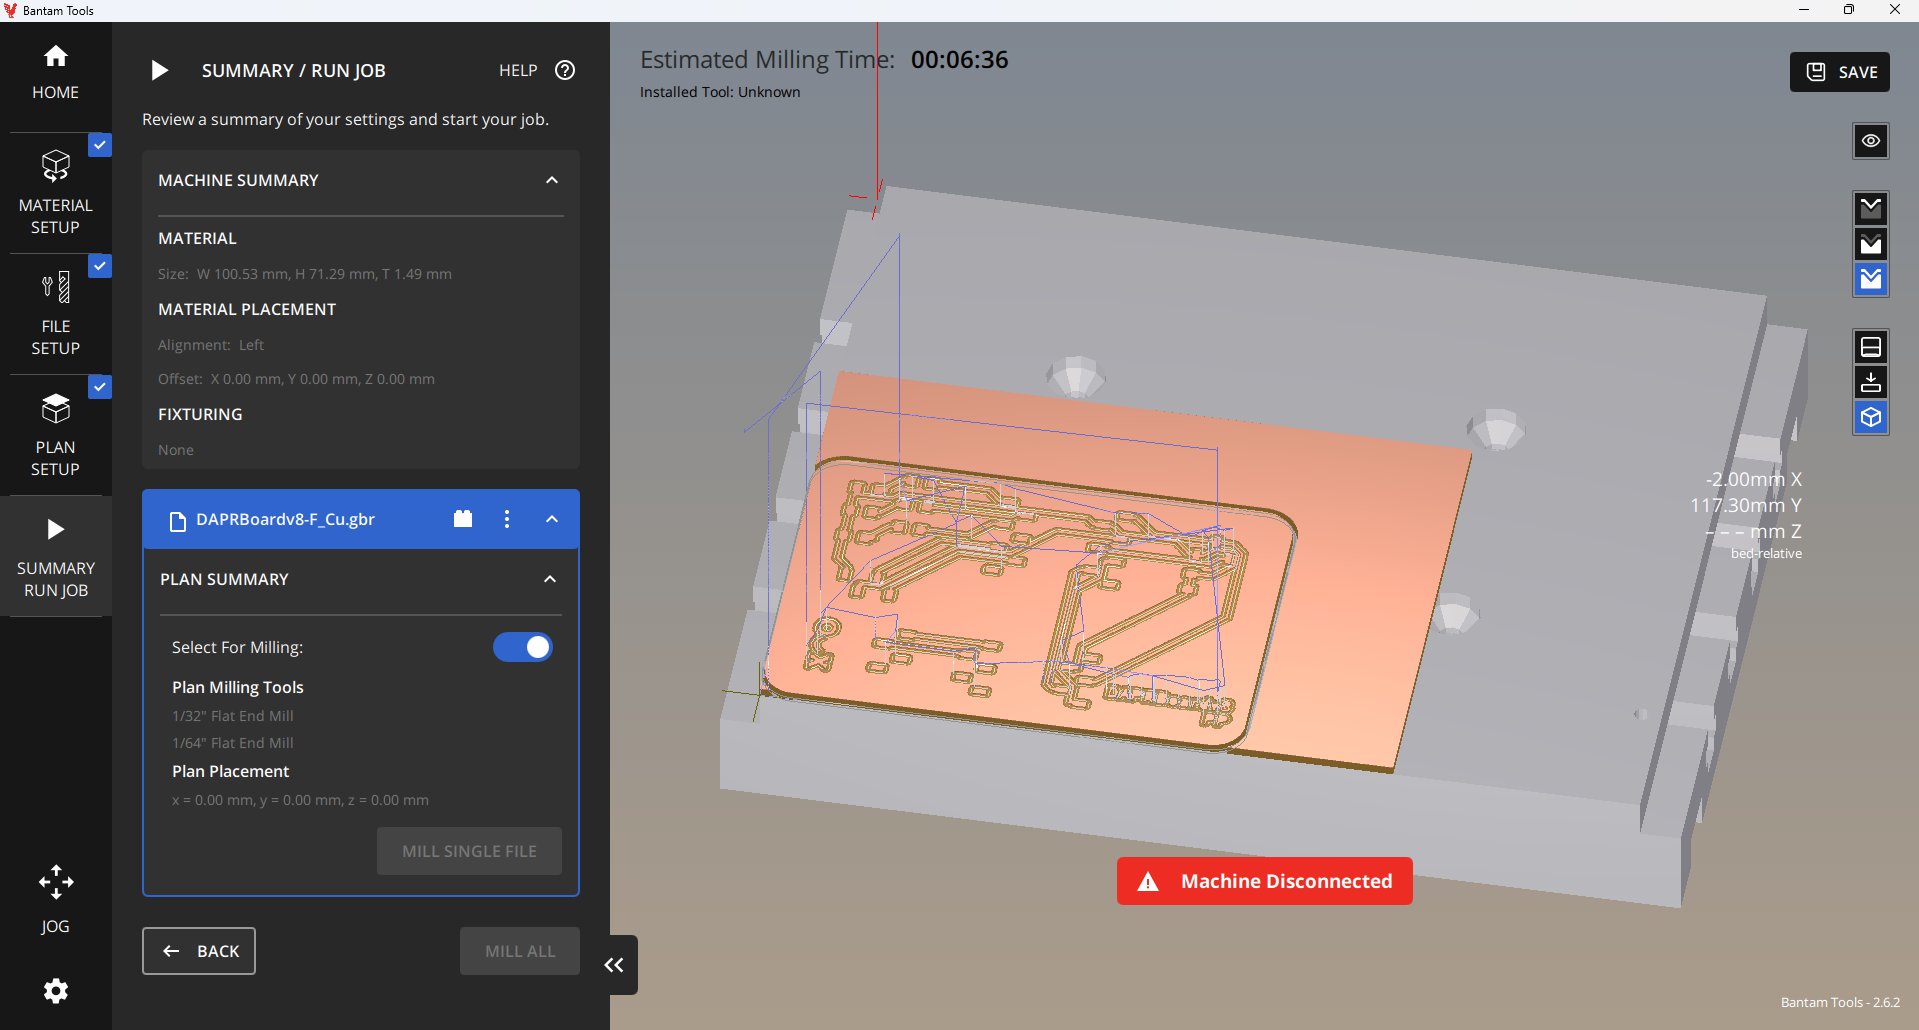 Bantam Tools
HOME
MATERIAL
SETUP
FILE
SETUP
PLAN
SETUP
SUMMARY
RUN JOB
JOG
SUMMARY / RUN JOB
HELP
Review a summary of your settings and start your job.
MACHINE SUMMARY
MATERIAL
Size: W 100.53 mm, H 71.29 mm, T 1.49 mm
MATERIAL PLACEMENT
Alignment: Left
Offset: X 0.00 mm, Y 0.00 mm, Z 0.00 mm
FIXTURING
None
DAPRBoardv8-F_Cu.gbr
PLAN SUMMARY
Select For Milling:
Plan Milling Tools
1/32" Flat End Mill
1/64" Flat End Mill
Plan Placement
x = 0.00 mm, y = 0.00 mm, z = 0.00 mm
MILL SINGLE FILE
BACK
MILL ALL
Estimated Milling Time: 00:06:36
Installed Tool: Unknown
SAVE
-2.00mm X
117.30mm Y
– – – mm Z
bed-relative
Machine Disconnected
Bantam Tools - 2.6.2